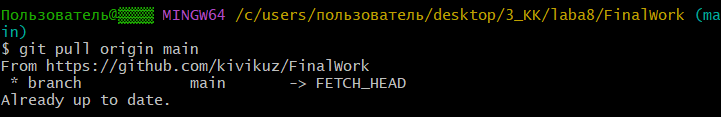 Пользователь@▒▒▒▒ MINGW64 /c/users/пользователь/desktop/3_KK/laba8/FinalWork (ma
in)
$ git pull origin main
From https://github.com/kivikuz/FinalWork
 * branch            main       -> FETCH_HEAD
Already up to date.